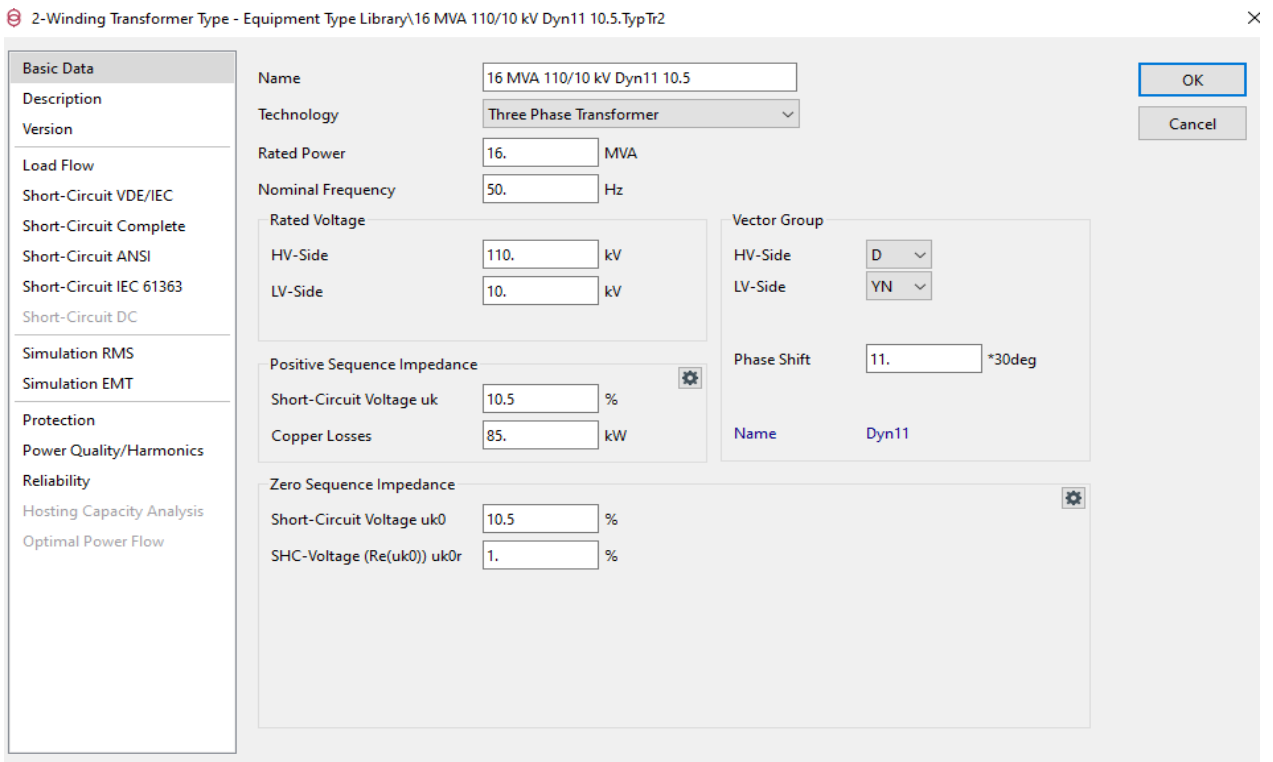 2-Winding Transformer Type - Equipment Type Library\16 MVA 110/10 kV Dyn11 10.5.TypTr2
Basic Data
Description
Version
Load Flow
Short-Circuit VDE/IEC
Short-Circuit Complete
Short-Circuit ANSI
Short-Circuit IEC 61363
Short-Circuit DC
Simulation RMS
Simulation EMT
Protection
Power Quality/Harmonics
Reliability
Hosting Capacity Analysis
Optimal Power Flow
Name 16 MVA 110/10 kV Dyn11 10.5
Technology Three Phase Transformer
Rated Power 16. MVA
Nominal Frequency 50. Hz
Rated Voltage
HV-Side 110. kV
LV-Side 10. kV
Vector Group
HV-Side D
LV-Side YN
Phase Shift 11. *30deg
Name Dyn11
Positive Sequence Impedance
Short-Circuit Voltage uk 10.5 %
Copper Losses 85. kW
Zero Sequence Impedance
Short-Circuit Voltage uk0 10.5 %
SHC-Voltage (Re(uk0)) uk0r 1. %
OK
Cancel